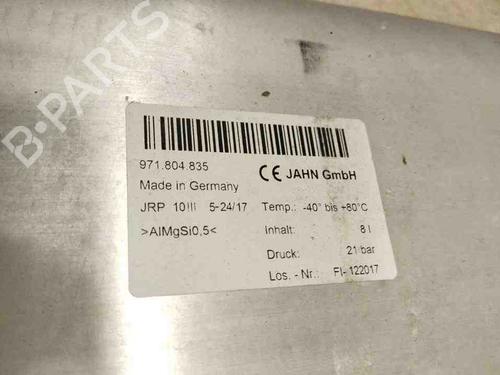 B-PARTS
971.804.835
CE JAHN GmbH
Made in Germany
JRP 10III 5-24/17 Temp.: -40° bis +80°C
>AlMgSi0,5< Inhalt: 8 l
Druck: 21 bar
Los. - Nr.: FI- 122017